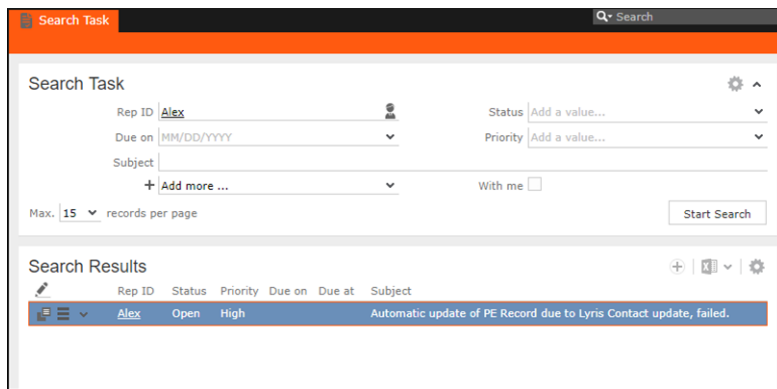 Search Task
Search
Search Task
Rep ID Alex Status Add a value...
Due on MM/DD/YYYY Priority Add a value...
Subject
+ Add more ... With me
Max. 15 records per page Start Search
Search Results
Rep ID Status Priority Due on Due at Subject
Alex Open High Automatic update of PE Record due to Lyris Contact update, failed.